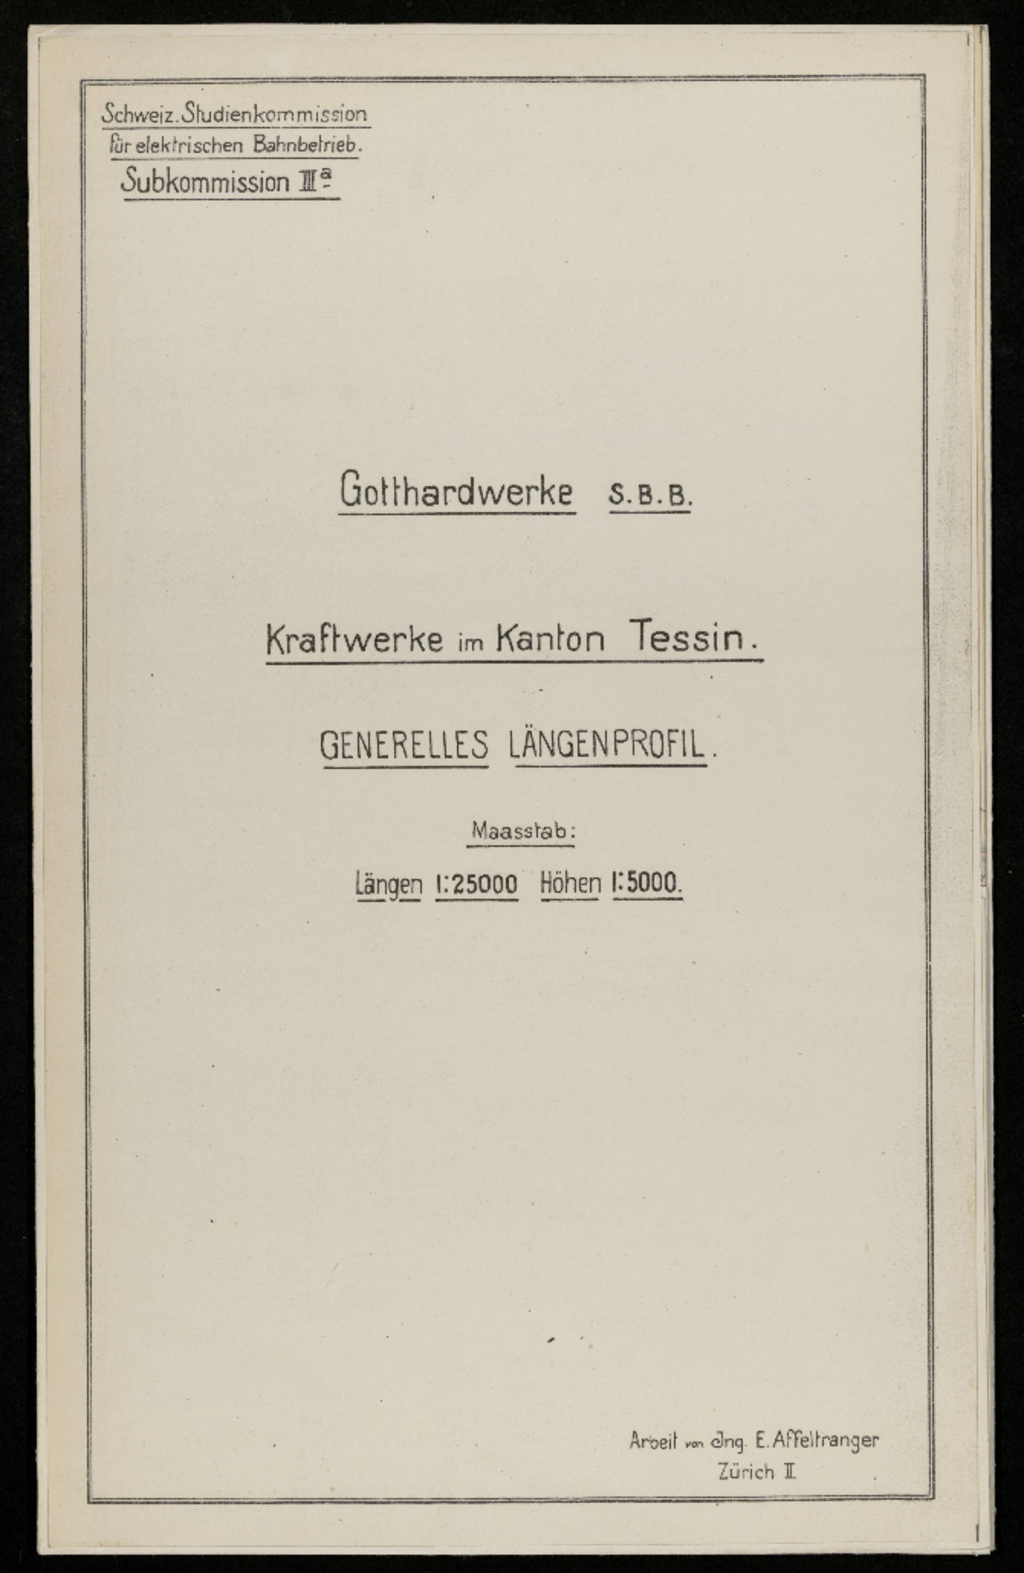 Schweiz. Studienkommission
für elektrischen Bahnbetrieb.
Subkommission IIIª
Gotthardwerke S.B.B.
Kraftwerke im Kanton Tessin.
GENERELLES LÄNGENPROFIL.
Maasstab:
Längen 1:25000 Höhen 1:5000.
Arbeit von Ing. E. Affeltranger
Zürich II